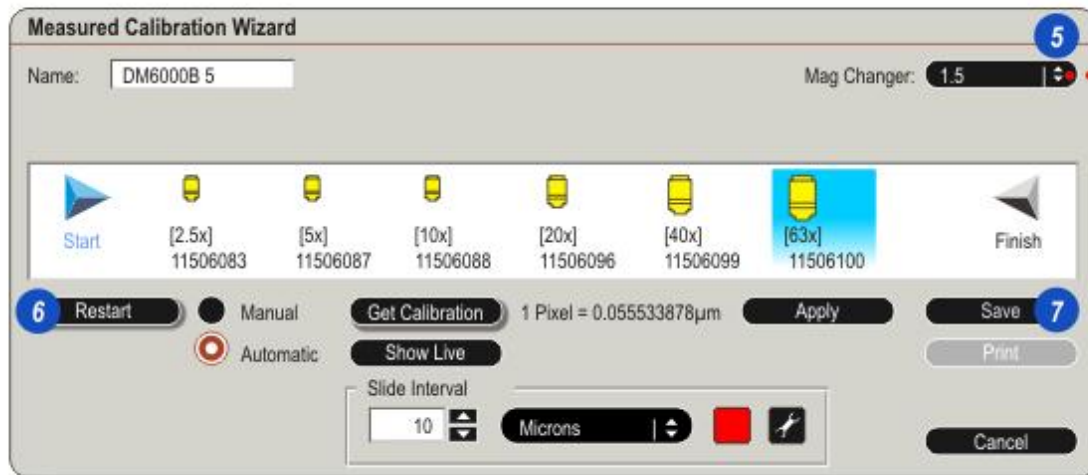 Measured Calibration Wizard
5
Name: DM6000B 5 Mag Changer: 1.5
[2.5x] [5x] [10x] [20x] [40x] [63x]
Start Finish
11506083 11506087 11506088 11506096 11506099 11506100
6 Restart Manual Get Calibration 1 Pixel = 0.055533878µm Apply Save 7
Automatic Show Live Print
Slide Interval
10 Microns
Cancel